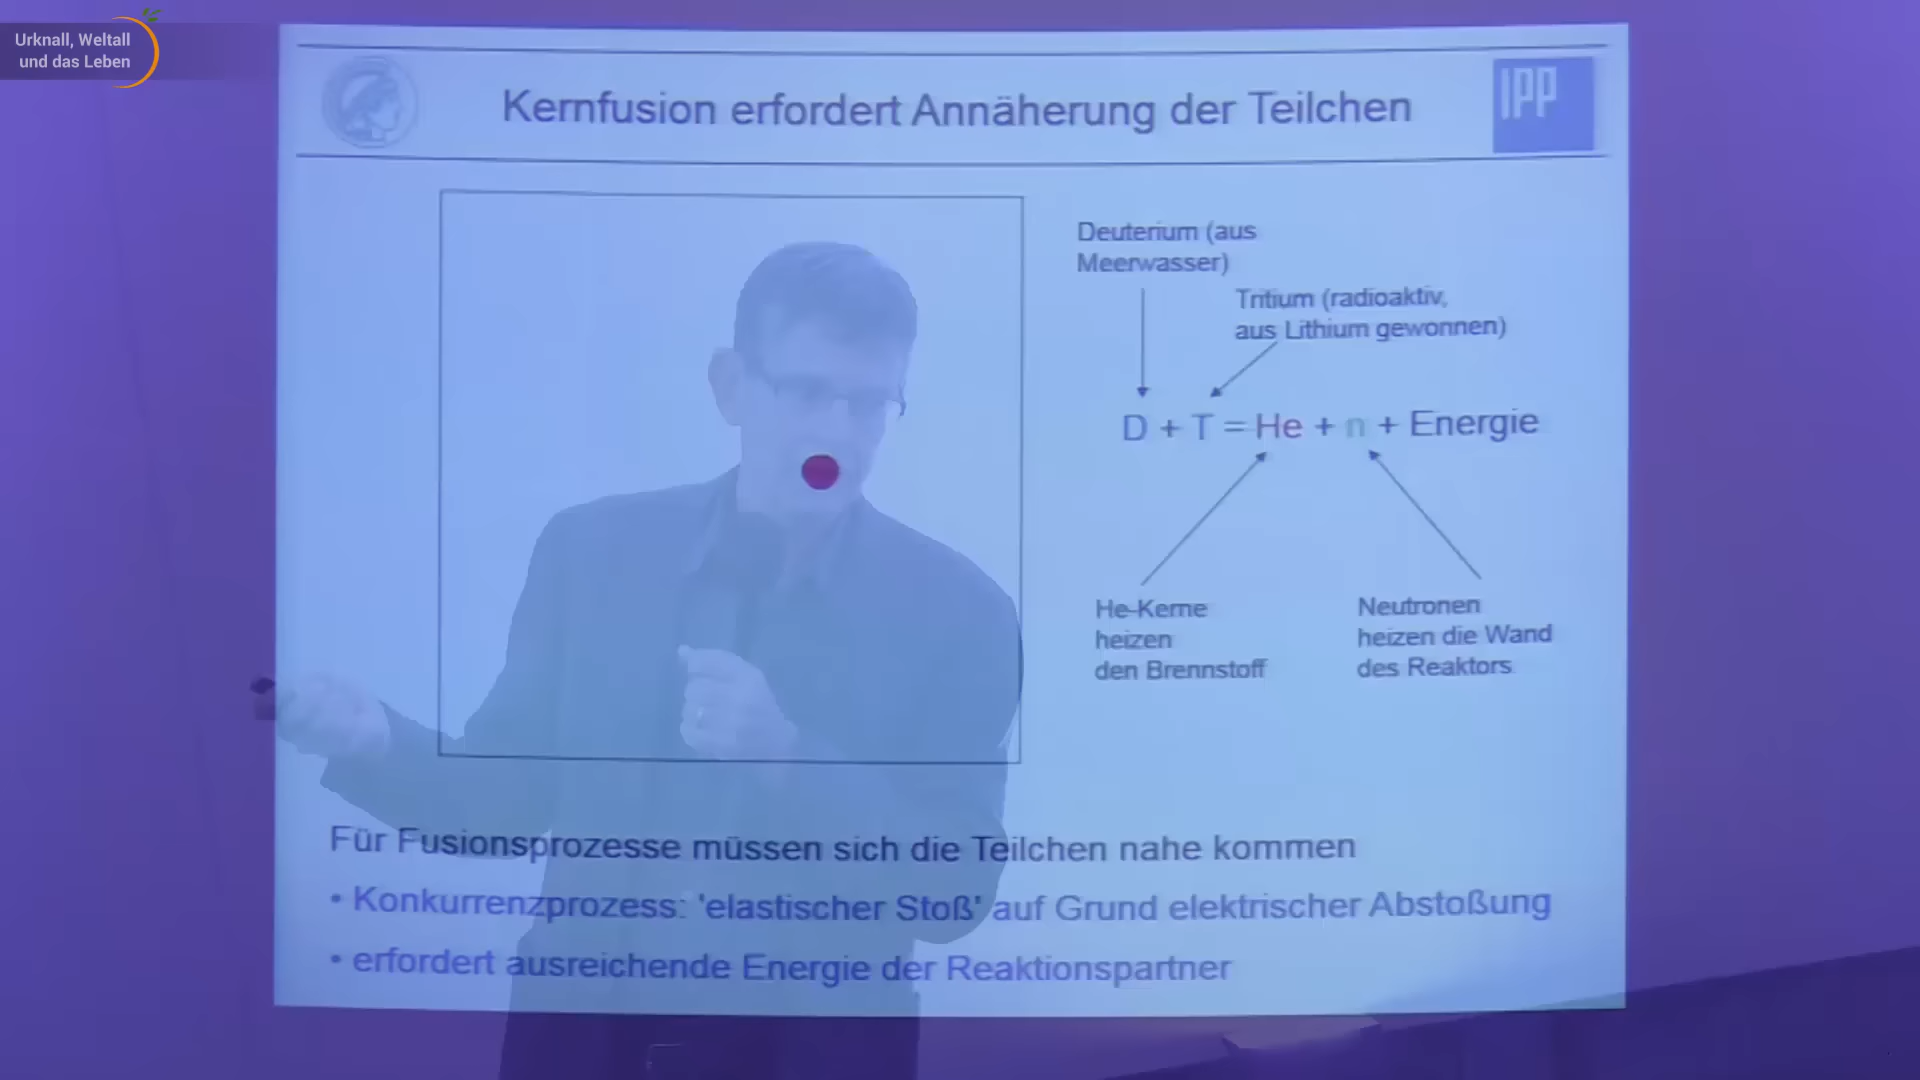 Urknall, Weltall
und das Leben
Kernfusion erfordert Annäherung der Teilchen
IPP
Deuterium (aus
Meerwasser)
Tritium (radioaktiv,
aus Lithium gewonnen)
D + T = He + n + Energie
He-Kerne
heizen
den Brennstoff
Neutronen
heizen die Wand
des Reaktors
Für Fusionsprozesse müssen sich die Teilchen nahe kommen
• Konkurrenzprozess: 'elastischer Stoß' auf Grund elektrischer Abstoßung
• erfordert ausreichende Energie der Reaktionspartner